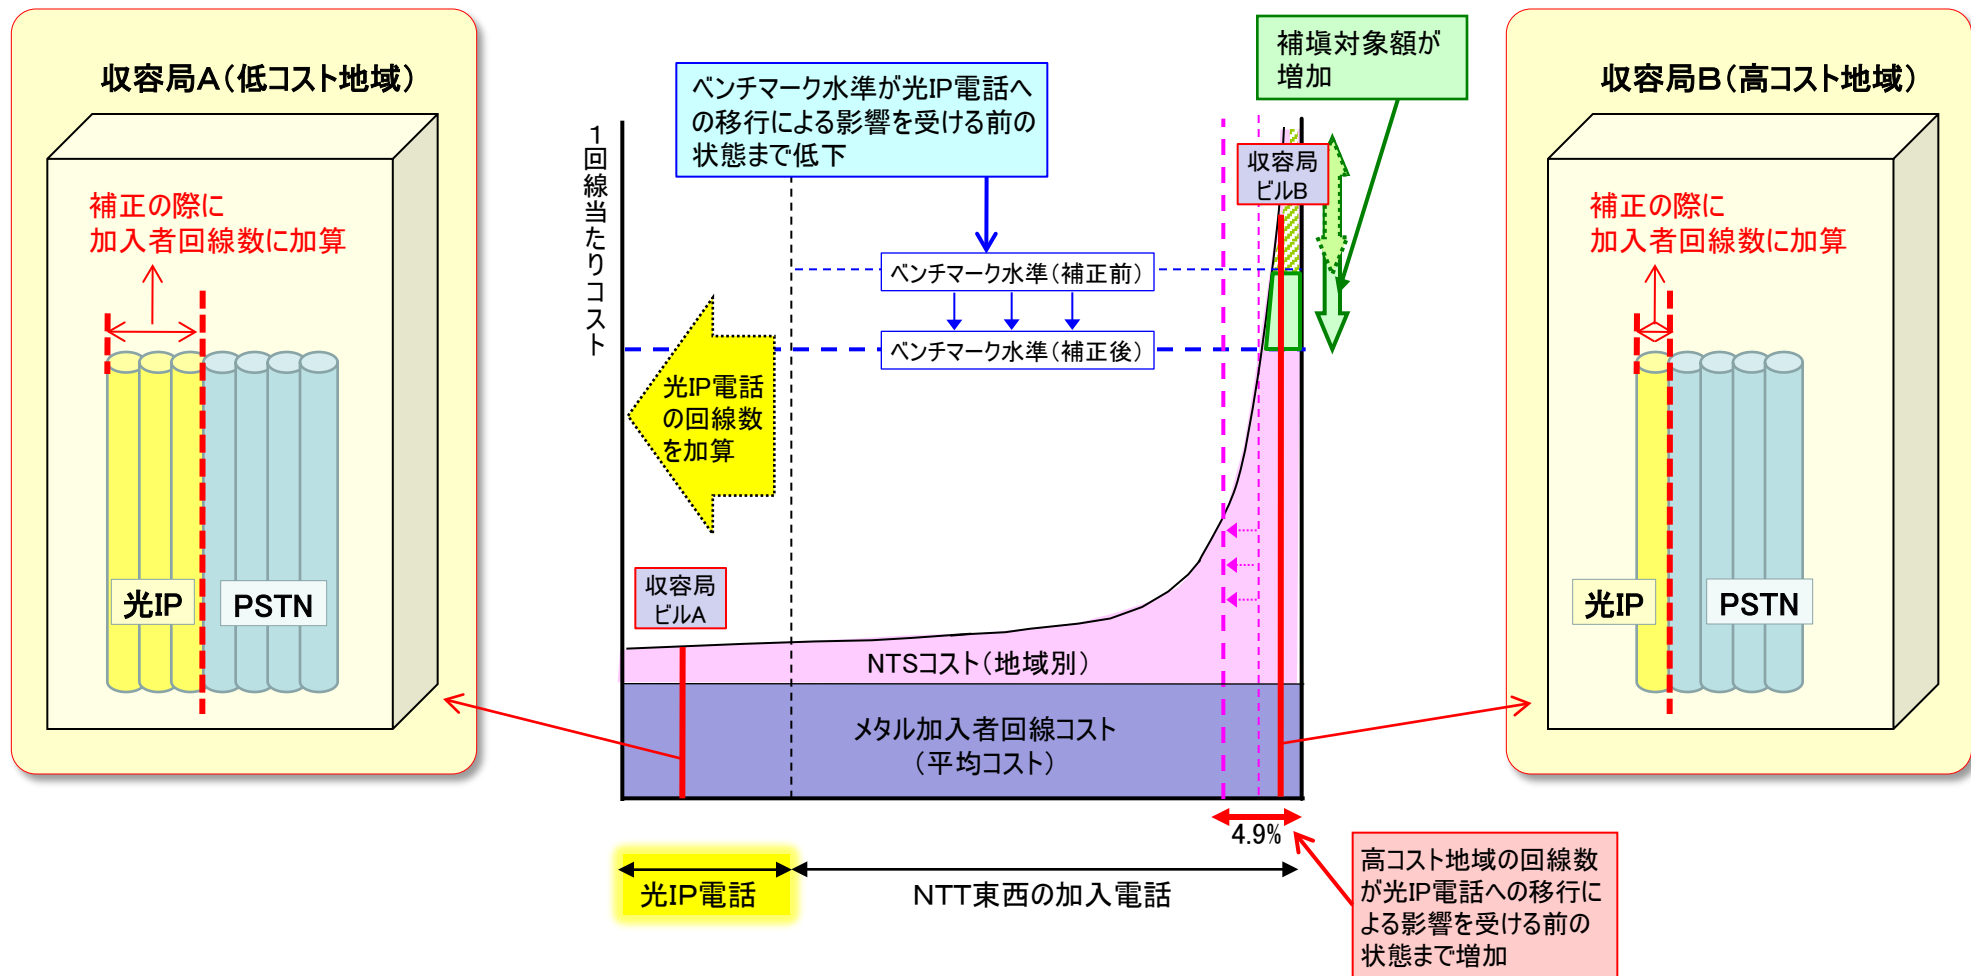 収容局A(低コスト地域)
補正の際に
加入者回線数に加算
光IP
PSTN
ベンチマーク水準が光IP電話へ
の移行による影響を受ける前の
状態まで低下
補塡対象額が
増加
1回線当たりコスト
収容局
ビルB
ベンチマーク水準(補正前)
ベンチマーク水準(補正後)
光IP電話
の回線数
を加算
収容局
ビルA
NTSコスト(地域別)
メタル加入者回線コスト
(平均コスト)
4.9%
光IP電話
NTT東西の加入電話
高コスト地域の回線数
が光IP電話への移行に
よる影響を受ける前の
状態まで増加
収容局B(高コスト地域)
補正の際に
加入者回線数に加算
光IP
PSTN